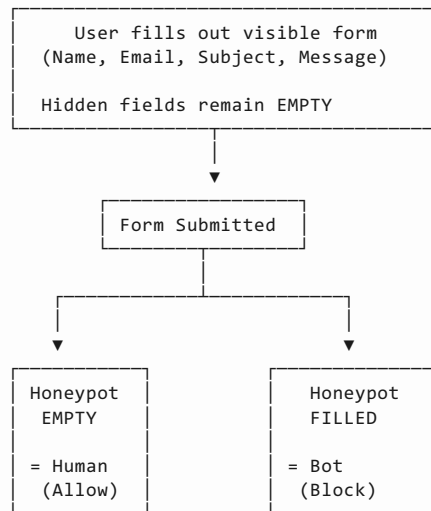 User fills out visible form
(Name, Email, Subject, Message)
Hidden fields remain EMPTY
Form Submitted
Honeypot
EMPTY
= Human
(Allow)
Honeypot
FILLED
= Bot
(Block)